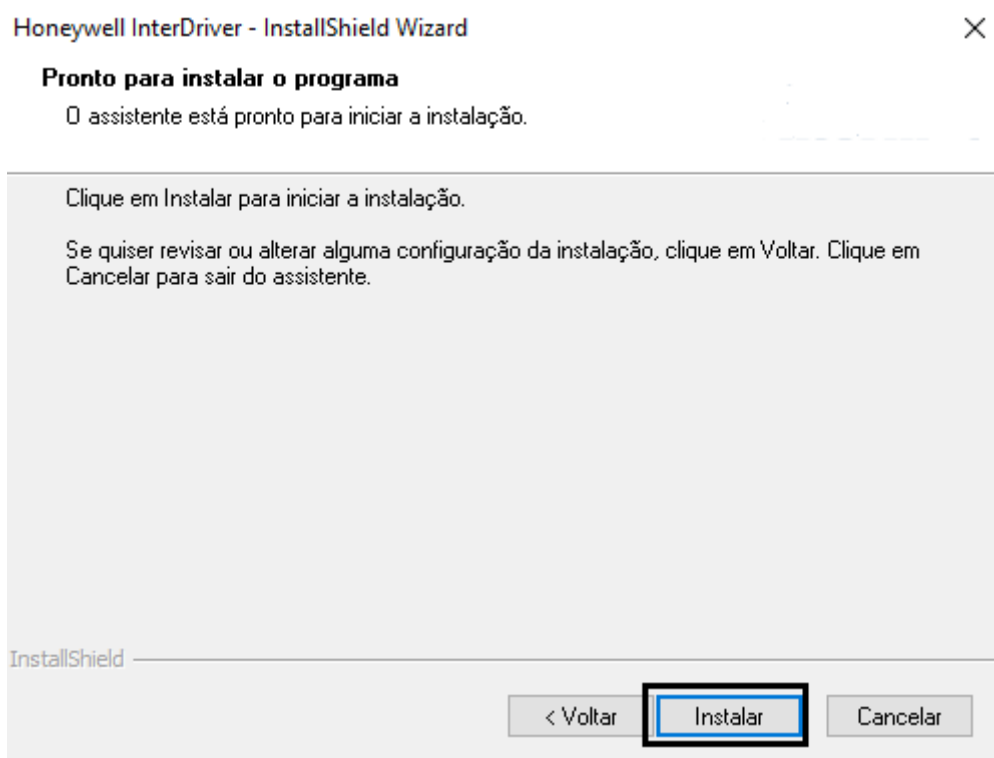 Honeywell InterDriver - InstallShield Wizard
Pronto para instalar o programa
O assistente está pronto para iniciar a instalação.
Clique em Instalar para iniciar a instalação.
Se quiser revisar ou alterar alguma configuração da instalação, clique em Voltar. Clique em
Cancelar para sair do assistente.
InstallShield
< Voltar
Instalar
Cancelar